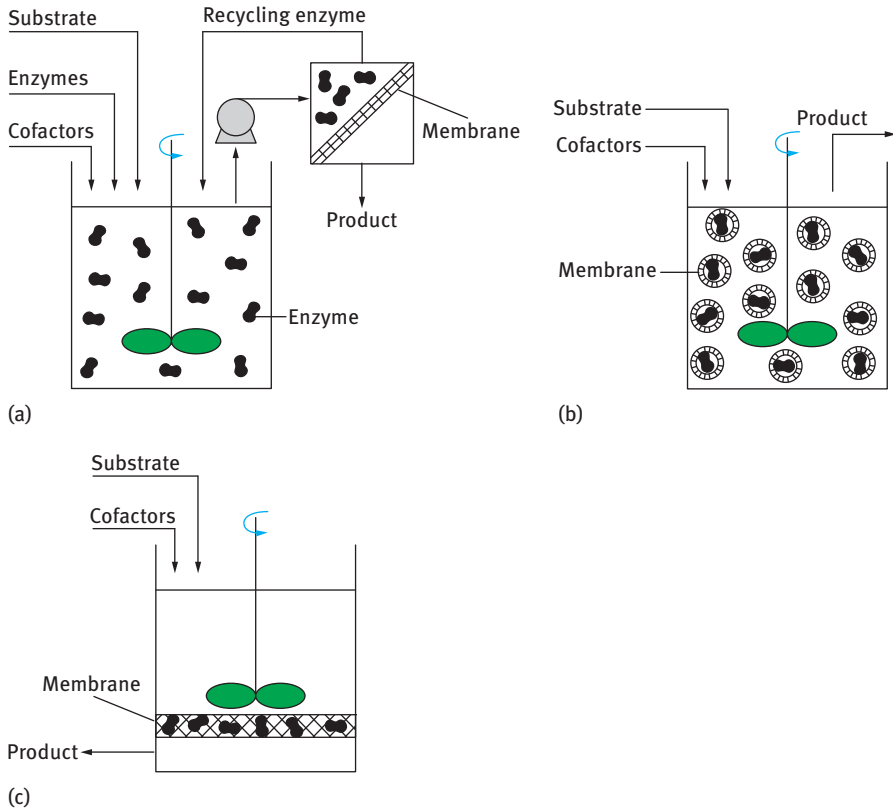 Substrate
Recycling enzyme
Enzymes
Cofactors
Membrane
Product
Enzyme
(a)
Substrate
Product
Cofactors
Membrane
(b)
Substrate
Cofactors
Membrane
Product
(c)